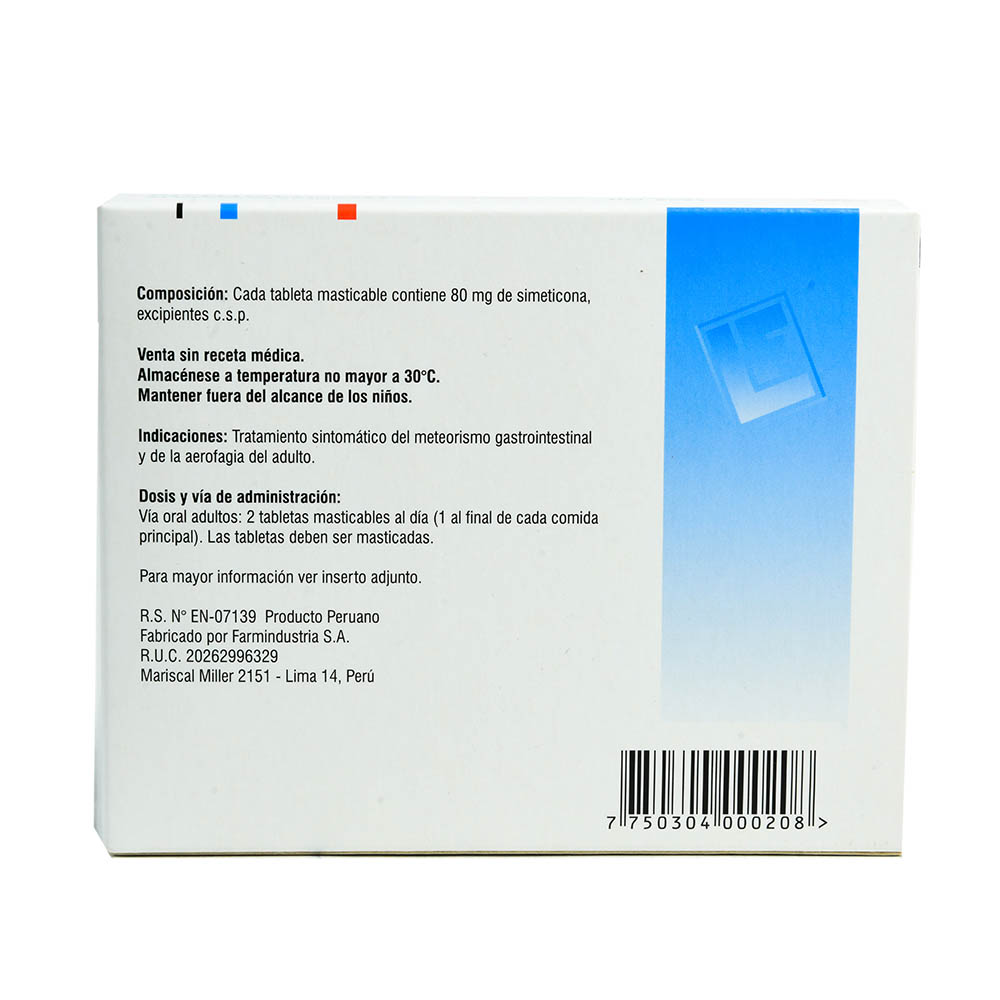 Composición: Cada tableta masticable contiene 80 mg de simeticona,
excipientes c.s.p.
Venta sin receta médica.
Almacénese a temperatura no mayor a 30°C.
Mantener fuera del alcance de los niños.
Indicaciones: Tratamiento sintomático del meteorismo gastrointestinal
y de la aerofagia del adulto.
Dosis y vía de administración:
Vía oral adultos: 2 tabletas masticables al día (1 al final de cada comida
principal). Las tabletas deben ser masticadas.
Para mayor información ver inserto adjunto.
R.S. N° EN-07139 Producto Peruano
Fabricado por Farmindustria S.A.
R.U.C. 20262996329
Mariscal Miller 2151 - Lima 14, Perú
7 750304 000208 >